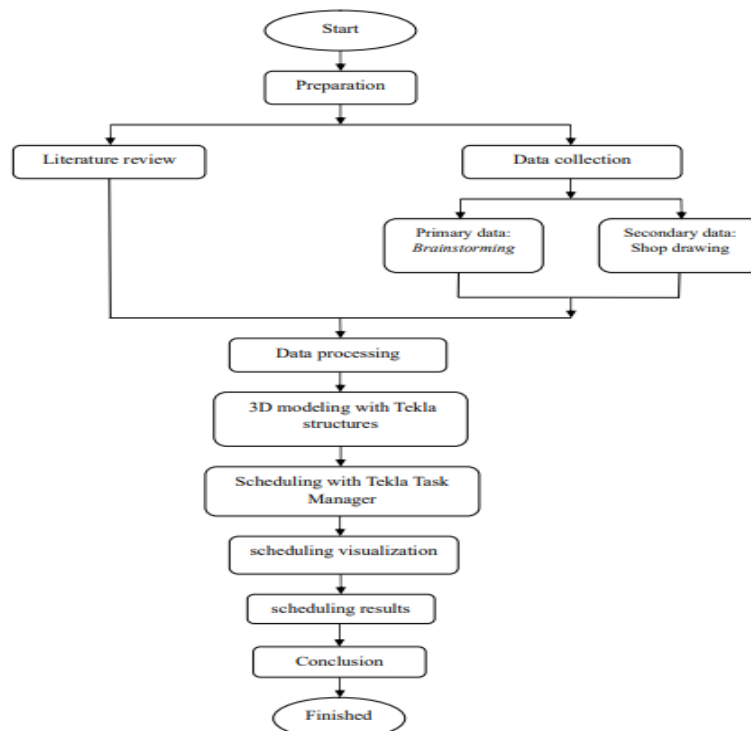 Start
Preparation
Literature review
Data collection
Primary data:
Brainstorming
Secondary data:
Shop drawing
Data processing
3D modeling with Tekla
structures
Scheduling with Tekla Task
Manager
scheduling visualization
scheduling results
Conclusion
Finished